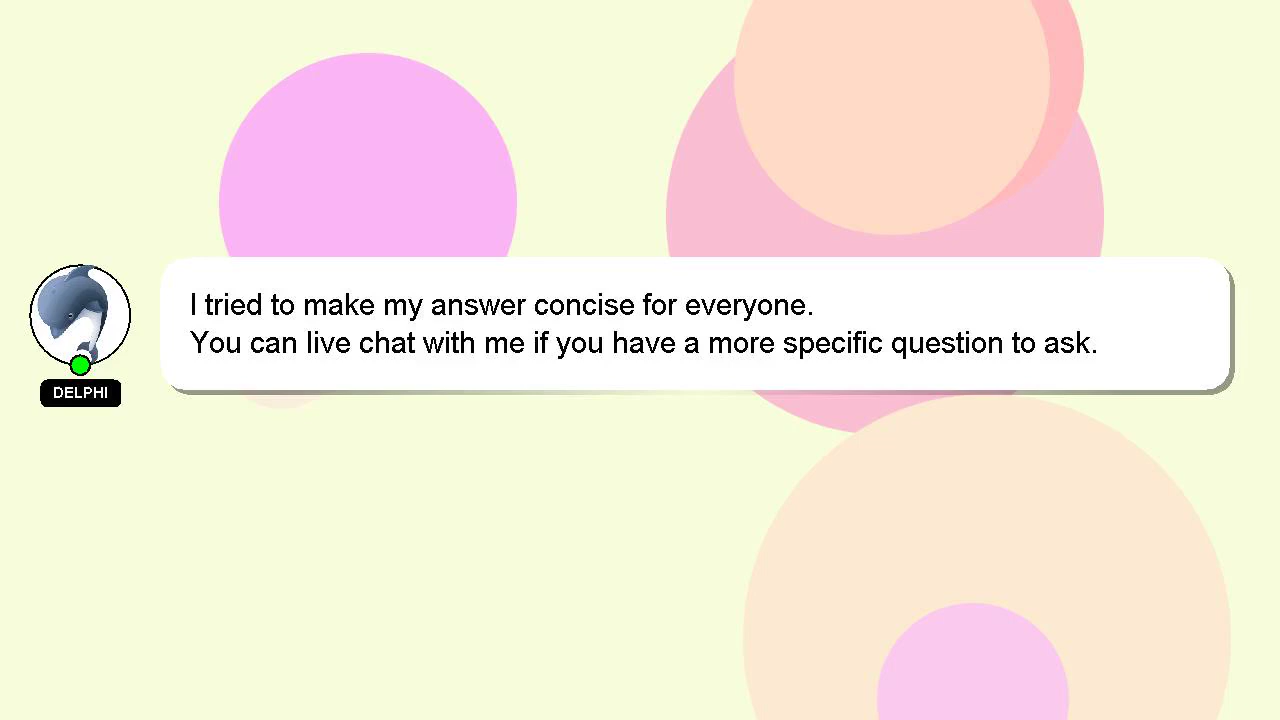 I tried to make my answer concise for everyone.
You can live chat with me if you have a more specific question to ask.
DELPHI